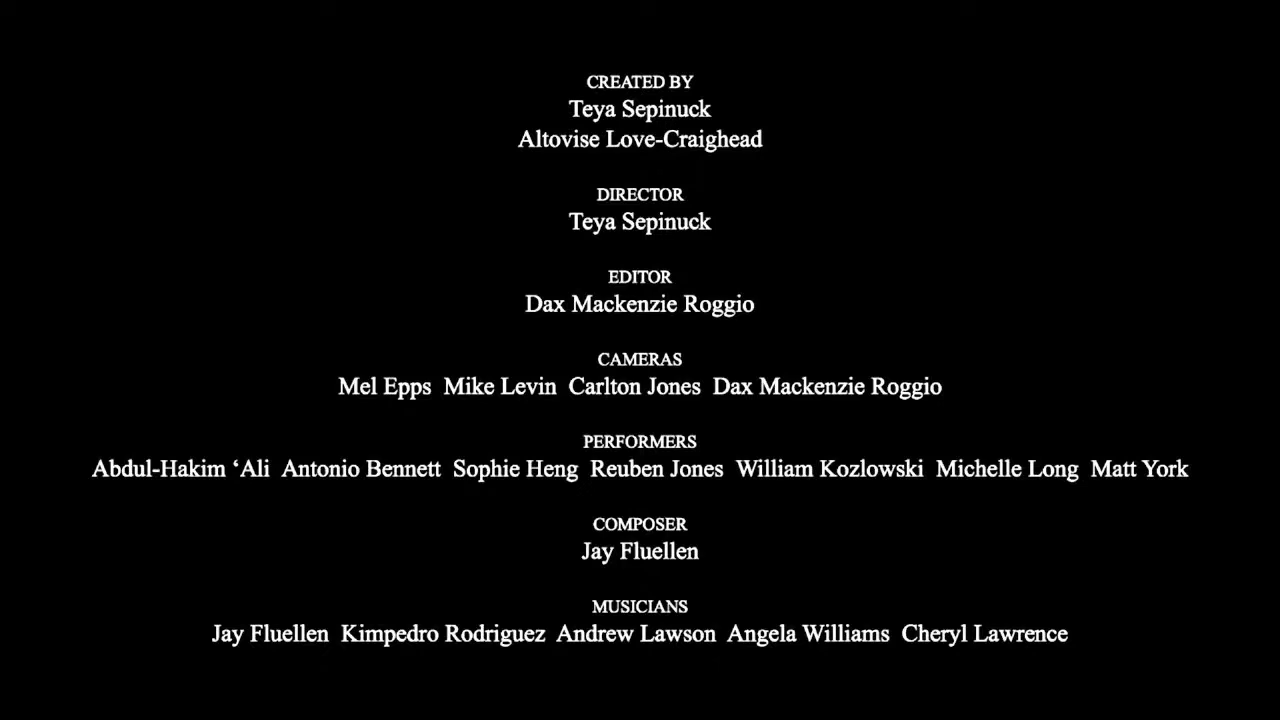 CREATED BY
Teya Sepinuck
Altovise Love-Craighead
DIRECTOR
Teya Sepinuck
EDITOR
Dax Mackenzie Roggio
CAMERAS
Mel Epps  Mike Levin  Carlton Jones  Dax Mackenzie Roggio
PERFORMERS
Abdul-Hakim ‘Ali  Antonio Bennett  Sophie Heng  Reuben Jones  William Kozlowski  Michelle Long  Matt York
COMPOSER
Jay Fluellen
MUSICIANS
Jay Fluellen  Kimpedro Rodriguez  Andrew Lawson  Angela Williams  Cheryl Lawrence